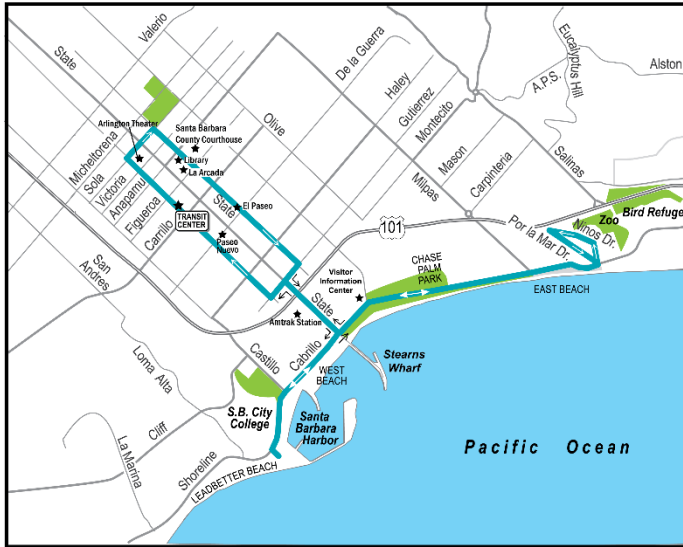 State
Valerio
De la Guerra
Haley
Gutierrez
Montecito
Eucalyptus Hill
A.P.S.
Alston
Arlington Theater
Santa Barbara
County Courthouse
Library
La Arcada
Olive
Micheltorena
Sola
Victoria
Anapamu
Figueroa
Carrillo
State
El Paseo
TRANSIT
CENTER
Paseo
Nuevo
Milpas
Mason
Carpinteria
Salinas
101
Por la Mar Dr.
Ninos Dr.
Zoo
Bird Refuge
San
Andres
Visitor
Information
Center
CHASE
PALM
PARK
EAST BEACH
State
Amtrak Station
Castillo
Cabrillo
WEST
BEACH
Stearns
Wharf
Loma Alta
S.B. City
College
Santa
Barbara
Harbor
Cliff
La Marina
Shoreline
LEADBETTER BEACH
Pacific Ocean